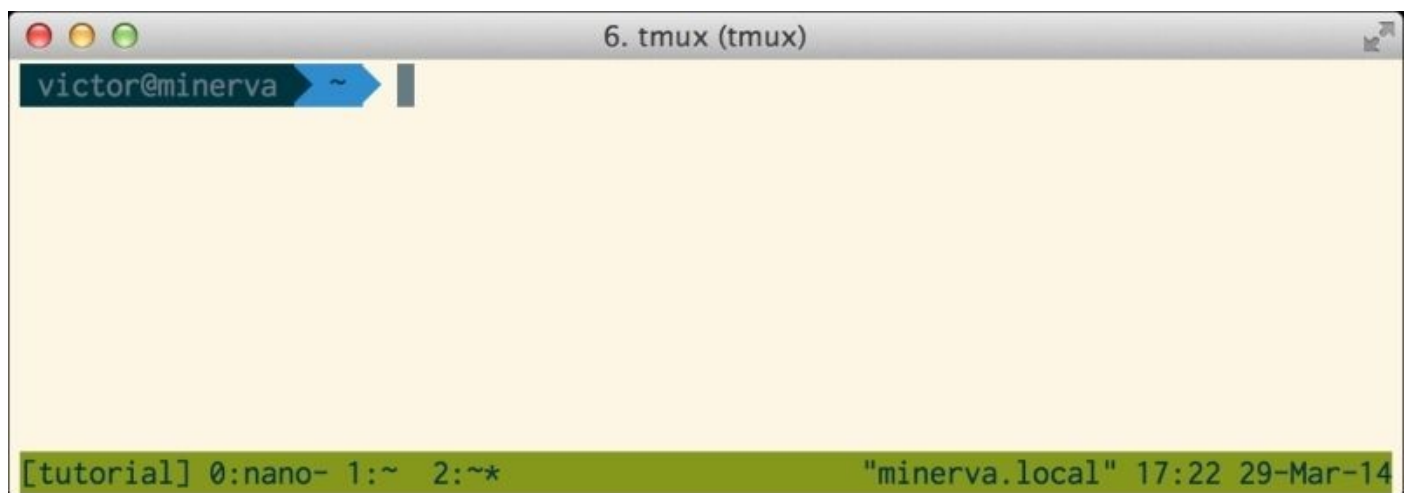 6. tmux (tmux)
victor@minerva ~
[tutorial] 0:nano- 1:~  2:~* "minerva.local" 17:22 29-Mar-14